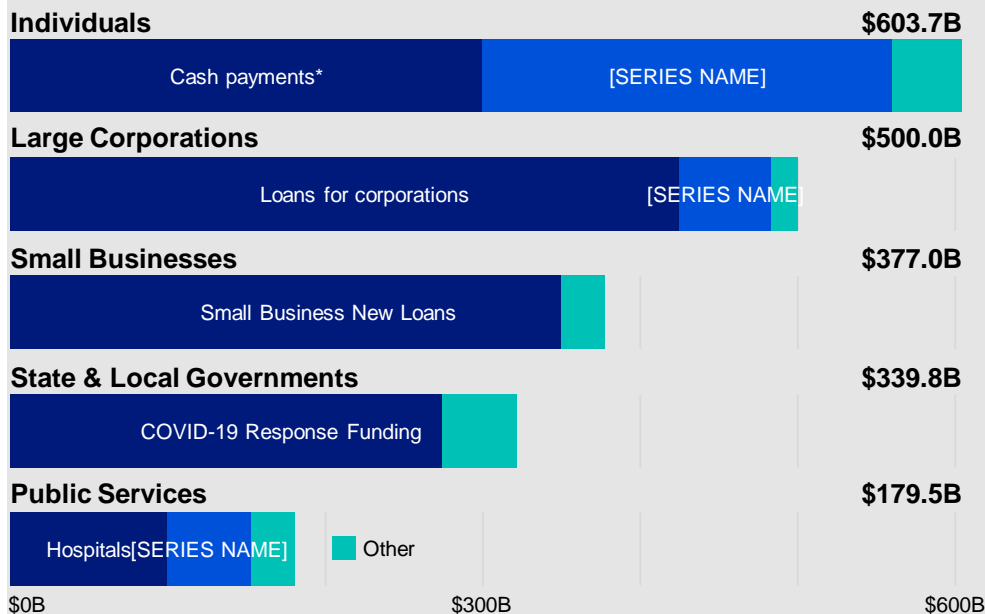 Individuals $603.7B
Cash payments* [SERIES NAME]
Large Corporations $500.0B
Loans for corporations [SERIES NAME]
Small Businesses $377.0B
Small Business New Loans
State & Local Governments $339.8B
COVID-19 Response Funding
Public Services $179.5B
Hospitals[SERIES NAME] Other
$0B $300B $600B